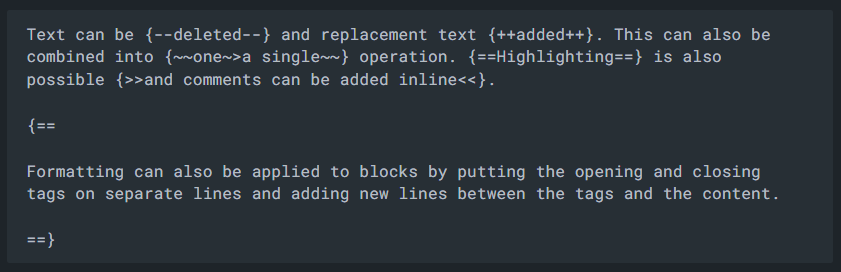 Text can be {--deleted--} and replacement text {++added++}. This can also be
combined into {~~one~>a single~~} operation. {==Highlighting==} is also
possible {>>and comments can be added inline<<}.

{==

Formatting can also be applied to blocks by putting the opening and closing
tags on separate lines and adding new lines between the tags and the content.

==}